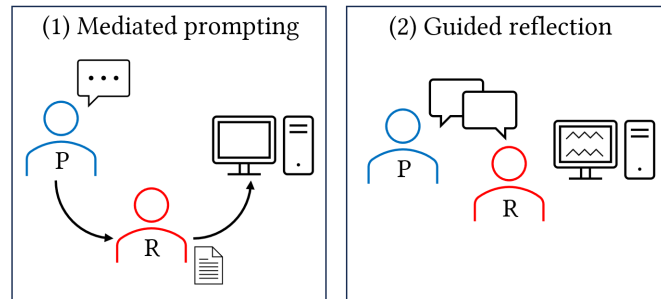 (1) Mediated prompting
P
R
(2) Guided reflection
P
R